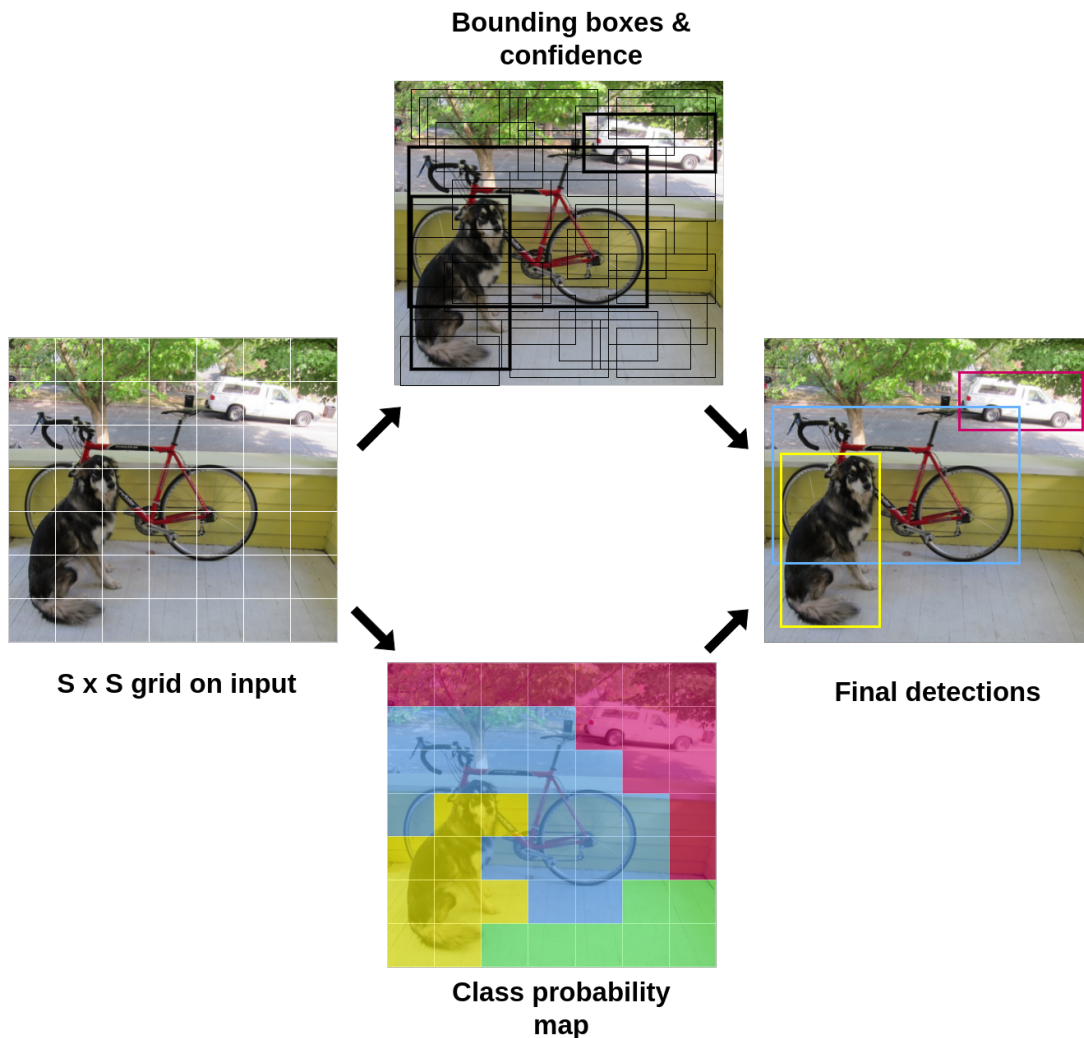 Bounding boxes &
confidence
S x S grid on input
Final detections
Class probability
map